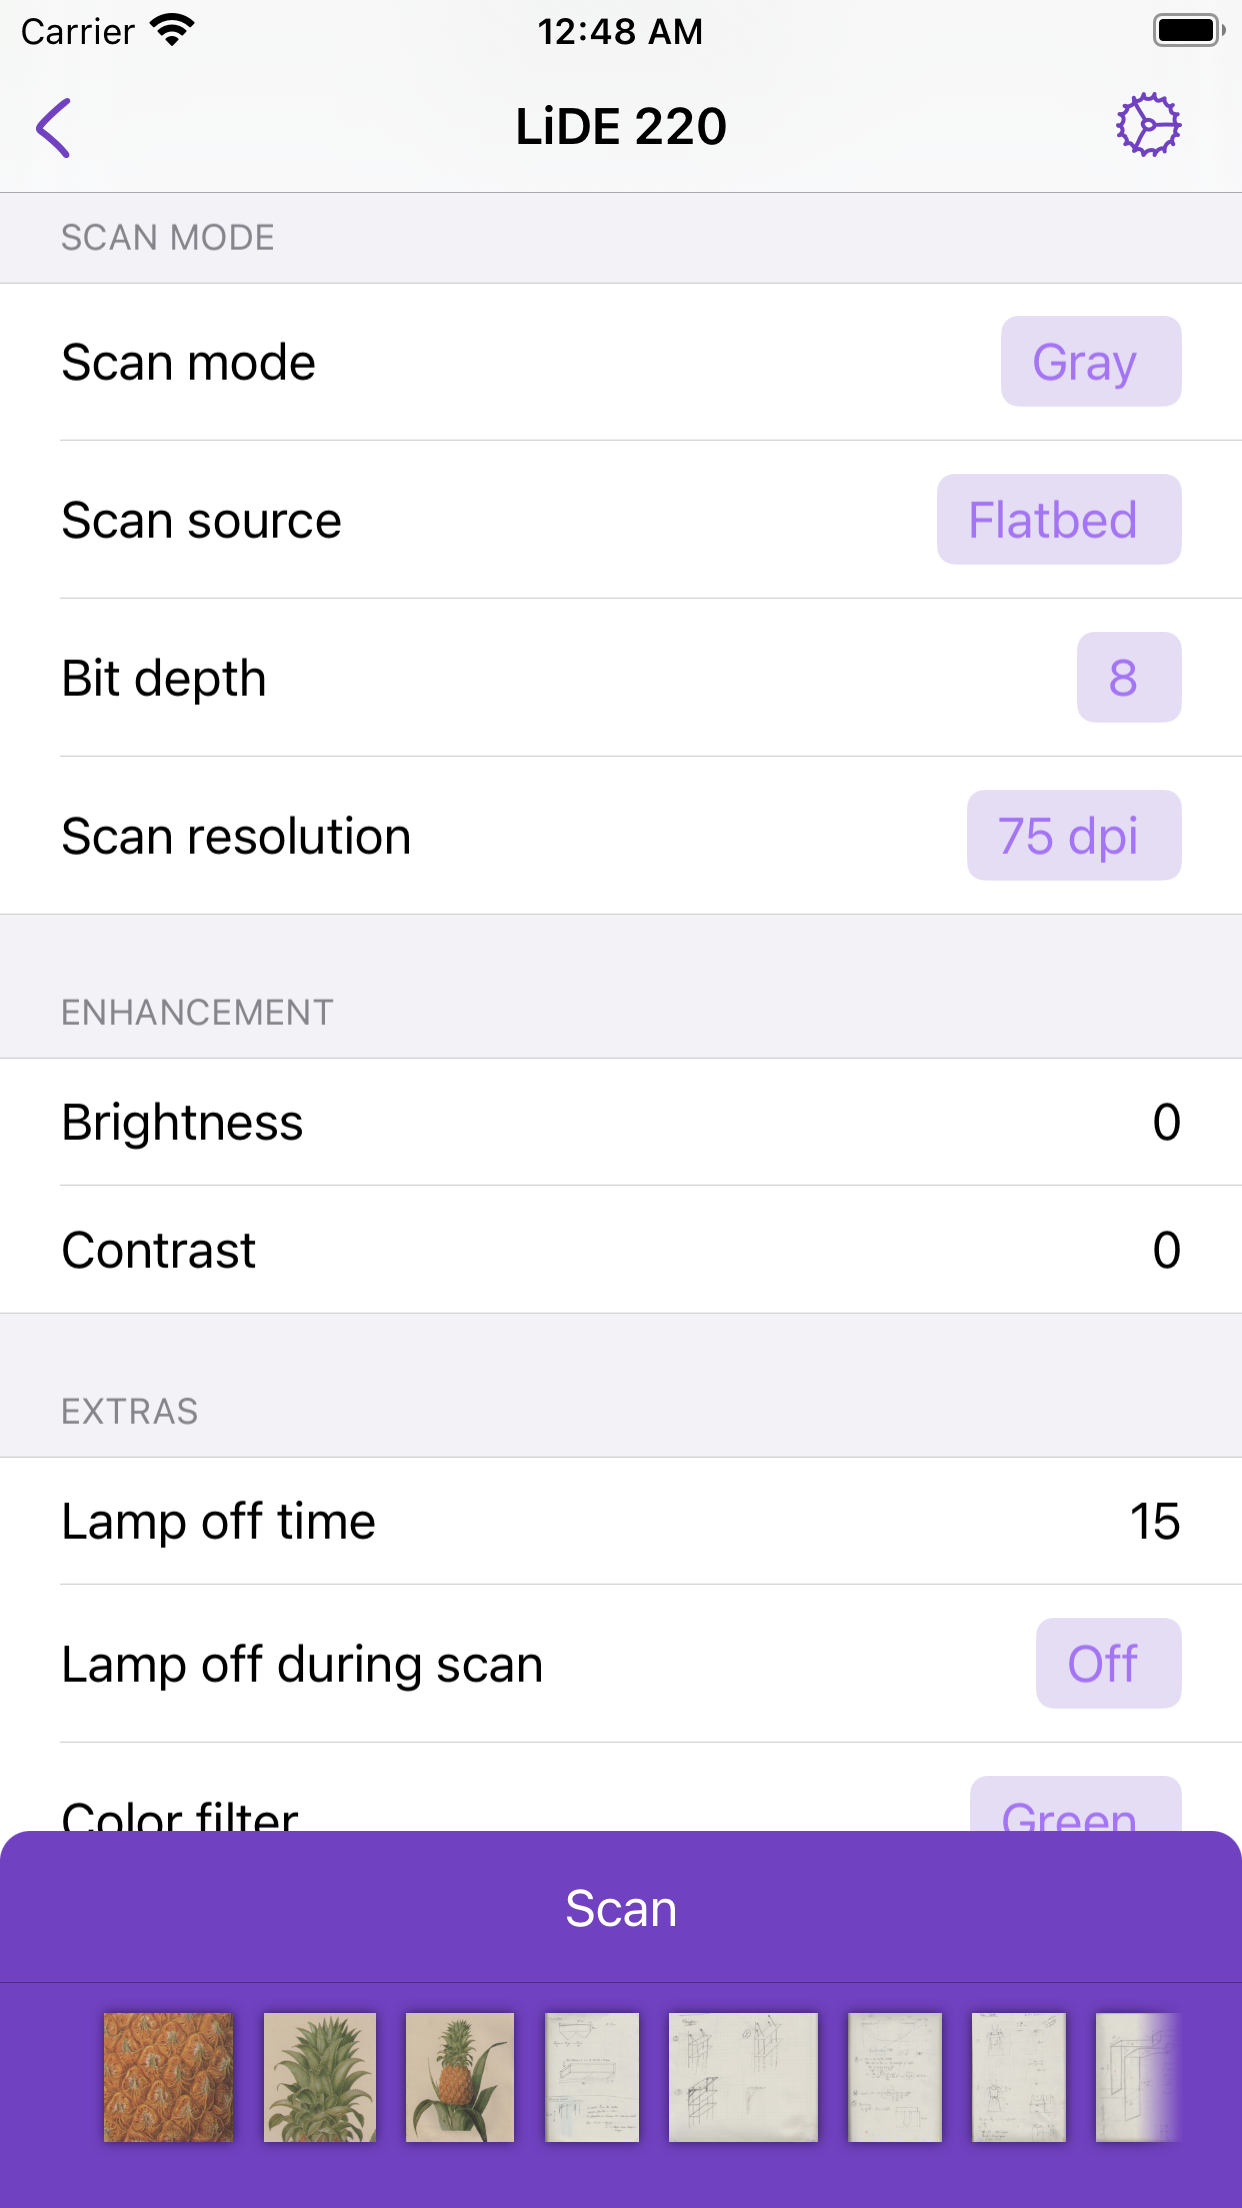 Carrier 12:48 AM
LiDE 220
SCAN MODE
Scan mode Gray
Scan source Flatbed
Bit depth 8
Scan resolution 75 dpi
ENHANCEMENT
Brightness 0
Contrast 0
EXTRAS
Lamp off time 15
Lamp off during scan Off
Color filter Green
Scan